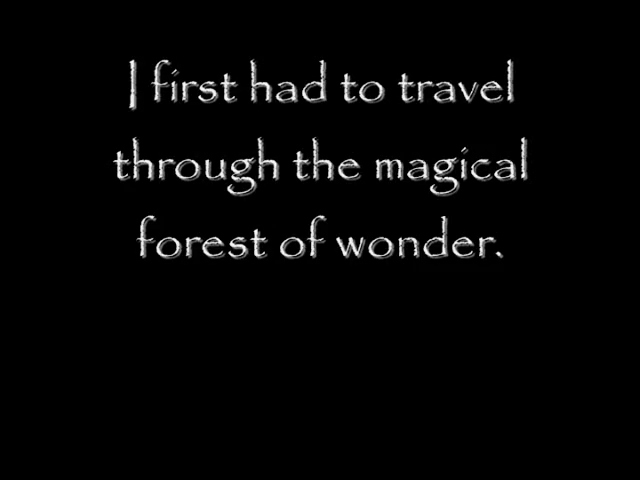 I first had to travel
through the magical
forest of wonder.